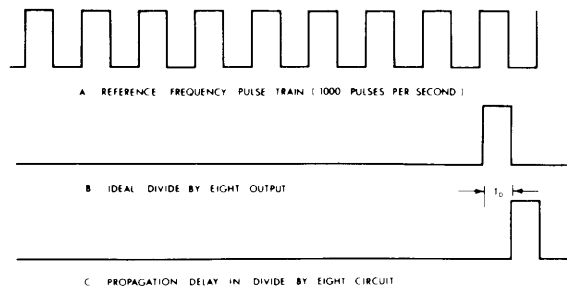 A REFERENCE FREQUENCY PULSE TRAIN (1000 PULSES PER SECOND)
B IDEAL DIVIDE BY EIGHT OUTPUT
T_D
C PROPAGATION DELAY IN DIVIDE BY EIGHT CIRCUIT